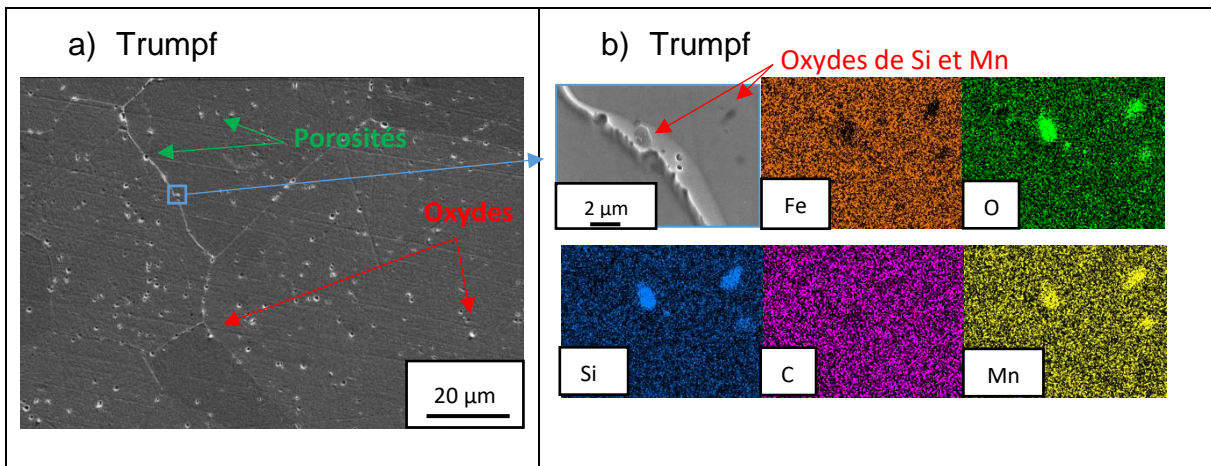 a) Trumpf
Porosités
Oxydes
20 µm
b) Trumpf
Oxydes de Si et Mn
2 µm
Fe
O
Si
C
Mn